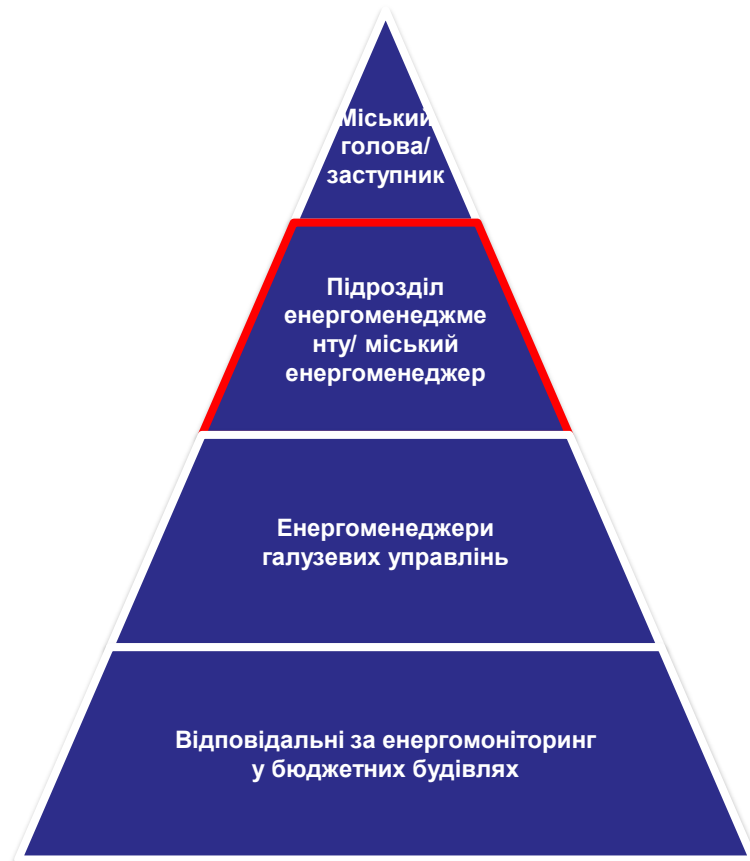 Міський
голова/
заступник
Підрозділ
енергоменеджме
нту/ міський
енергоменеджер
Енергоменеджери
галузевих управлінь
Відповідальні за енергомоніторинг
у бюджетних будівлях